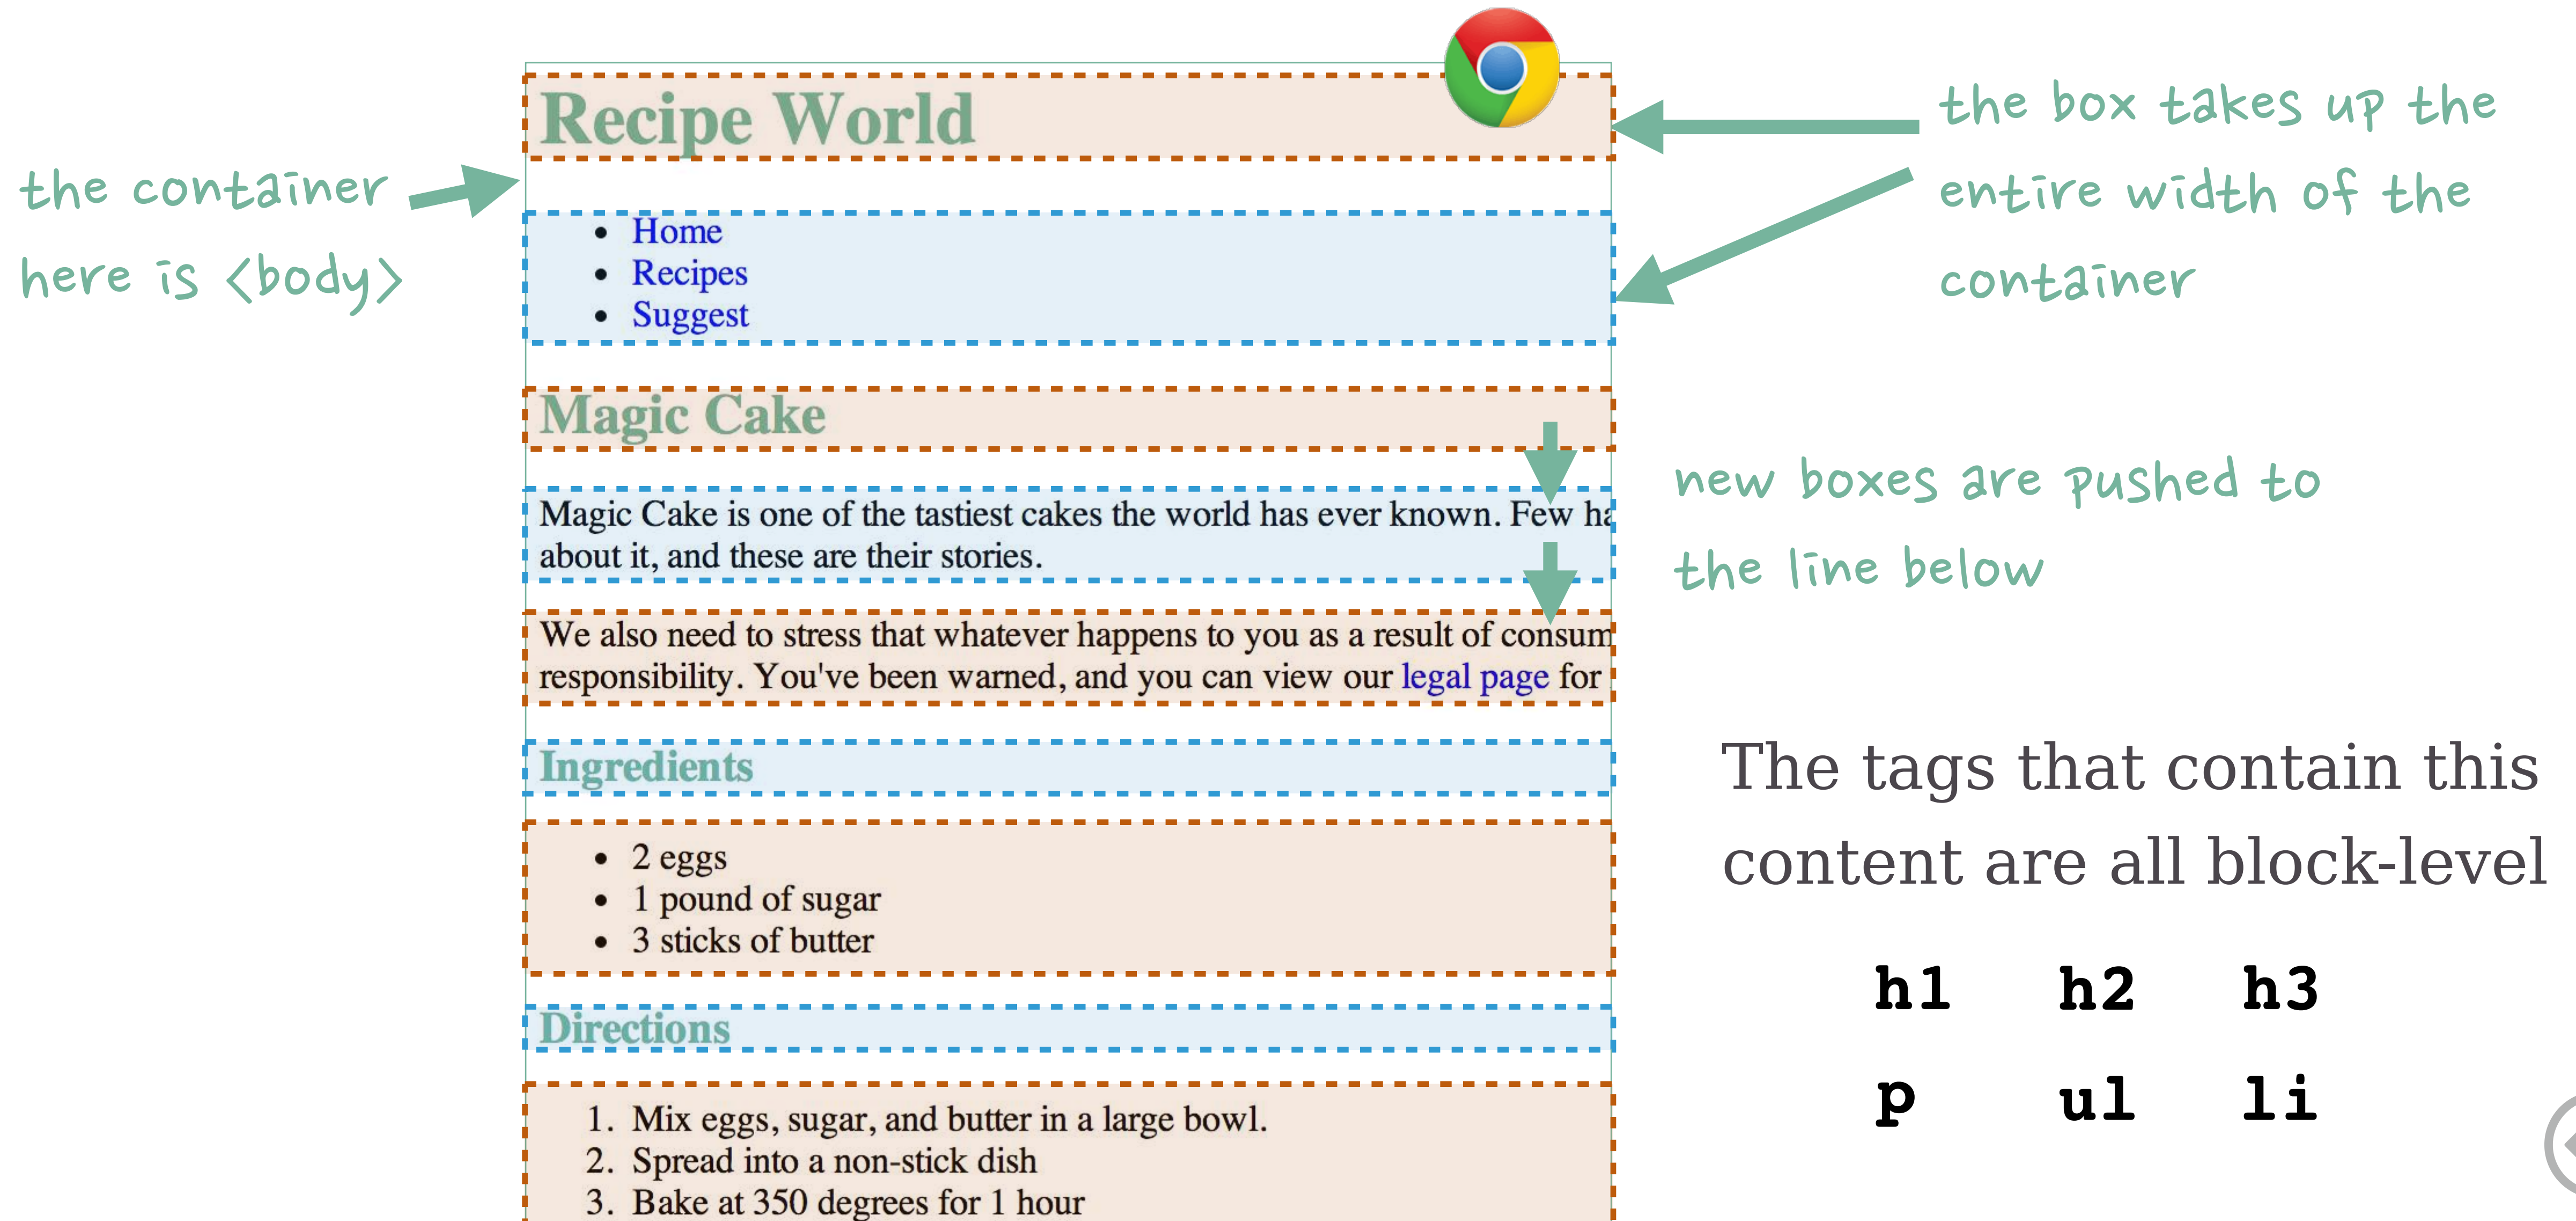 Recipe World
the container
here is <body>
• Home
• Recipes
• Suggest
the box takes up the
entire width of the
container
Magic Cake
Magic Cake is one of the tastiest cakes the world has ever known. Few
about it, and these are their stories.
new boxes are pushed to
the line below
We also need to stress that whatever happens to you as a result of
responsibility. You've been warned, and you can view our legal page for
Ingredients
• 2 eggs
• 1 pound of sugar
• 3 sticks of butter
Directions
1. Mix eggs, sugar, and butter in a large bowl.
2. Spread into a non-stick dish
3. Bake at 350 degrees for 1 hour
The tags that contain this
content are all block-level
h1 h2 h3
p ul li